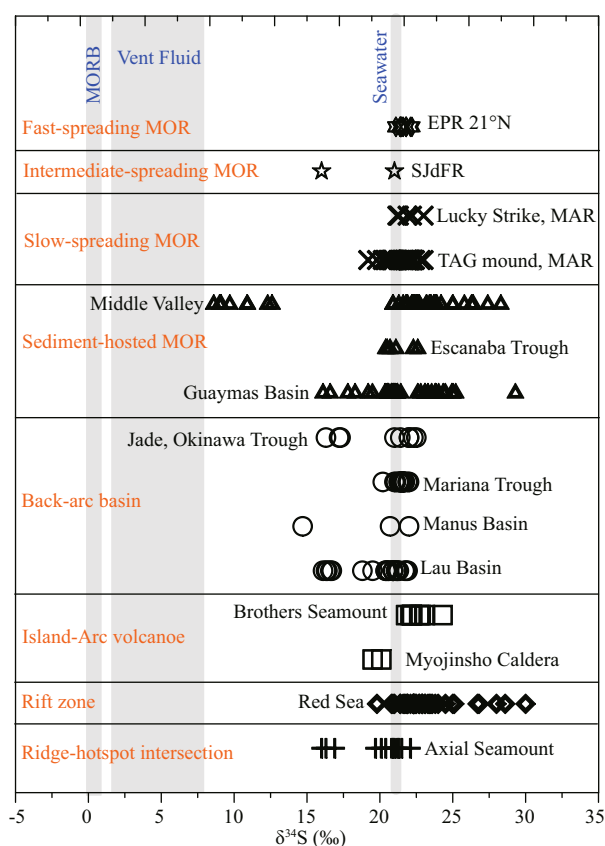 MORB
Vent Fluid
Seawater
Fast-spreading MOR
EPR 21°N
Intermediate-spreading MOR
SJdFR
Lucky Strike, MAR
Slow-spreading MOR
TAG mound, MAR
Middle Valley
Sediment-hosted MOR
Escanaba Trough
Guaymas Basin
Jade, Okinawa Trough
Mariana Trough
Back-arc basin
Manus Basin
Lau Basin
Brothers Seamount
Island-Arc volcanoe
Myojinsho Caldera
Rift zone
Red Sea
Ridge-hotspot intersection
Axial Seamount
-5 0 5 10 15 20 25 30 35
δ³⁴S (‰)